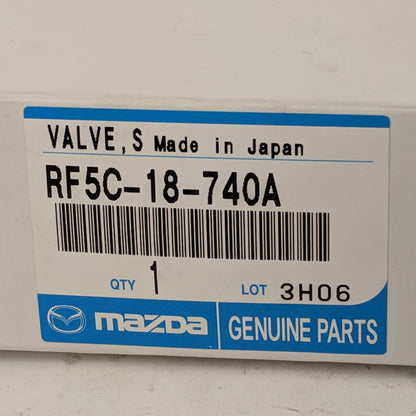 VALVE,S Made in Japan
RF5C-18-740A
QTY 1 LOT 3H06
mazda GENUINE PARTS